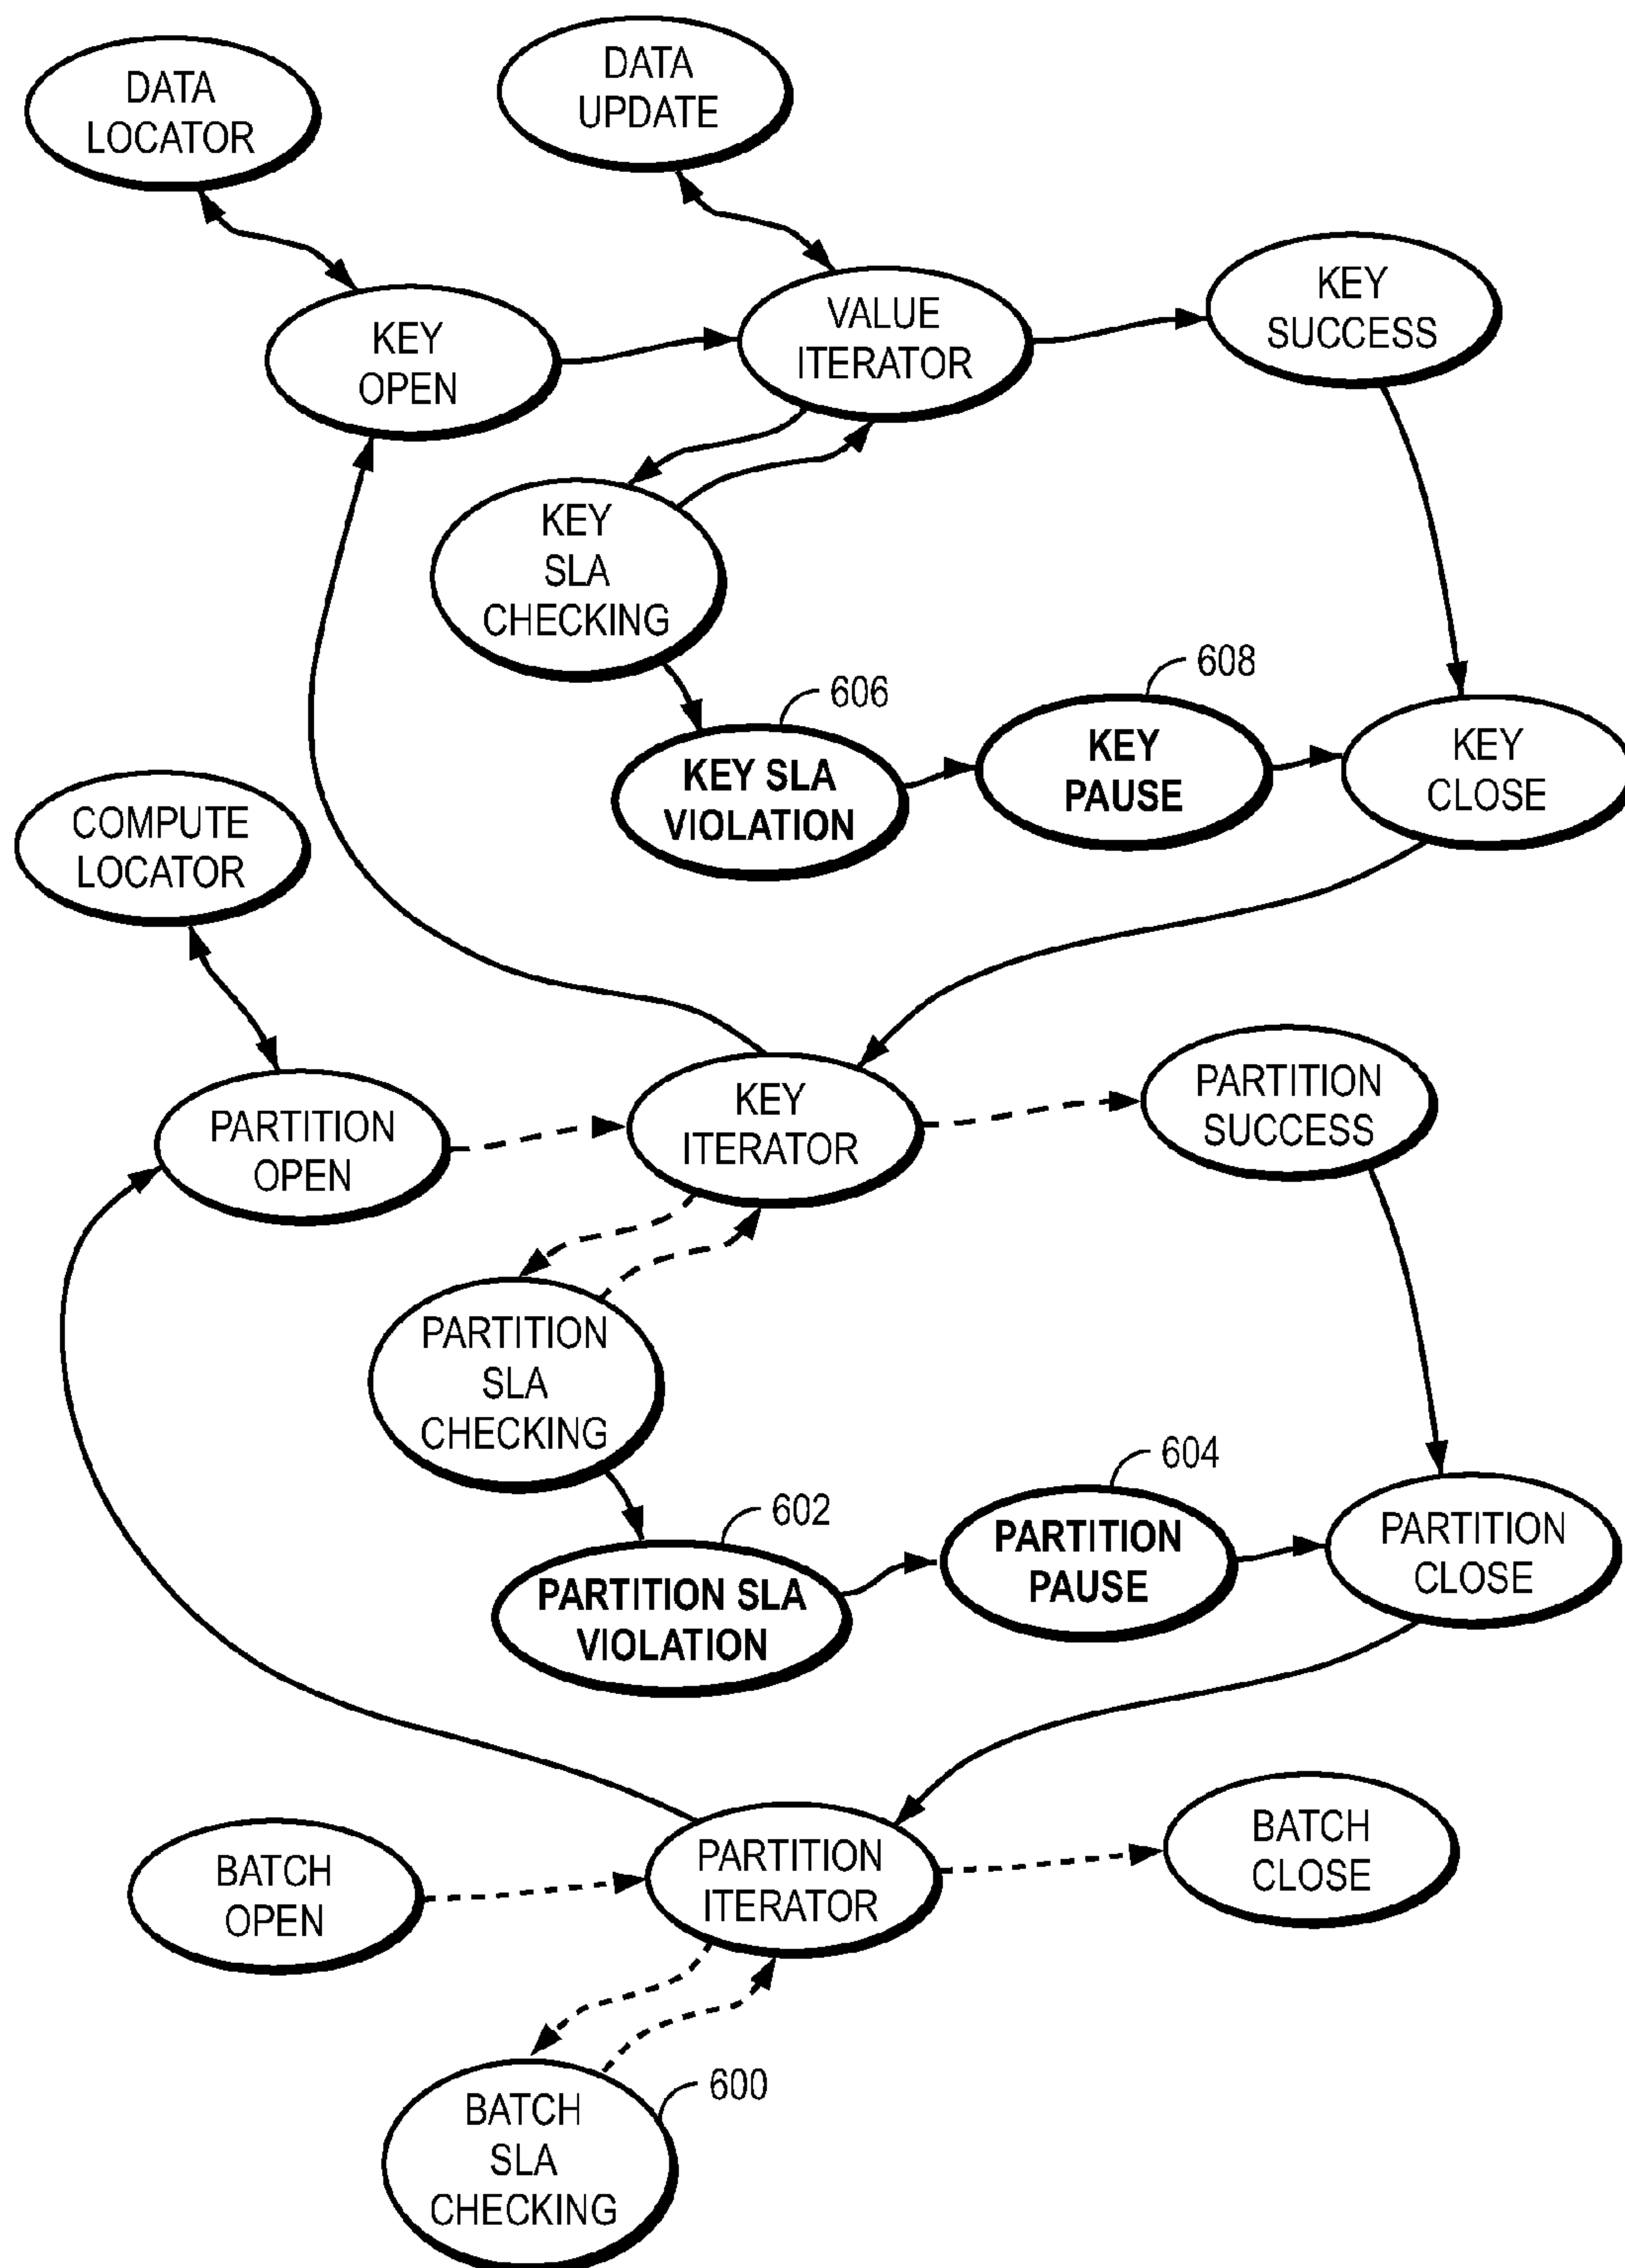 DATA
LOCATOR
DATA
UPDATE
KEY
OPEN
VALUE
ITERATOR
KEY
SUCCESS
KEY
SLA
CHECKING
606
KEY SLA
VIOLATION
608
KEY
PAUSE
KEY
CLOSE
COMPUTE
LOCATOR
PARTITION
OPEN
KEY
ITERATOR
PARTITION
SUCCESS
PARTITION
SLA
CHECKING
602
PARTITION SLA
VIOLATION
604
PARTITION
PAUSE
PARTITION
CLOSE
BATCH
OPEN
PARTITION
ITERATOR
BATCH
CLOSE
600
BATCH
SLA
CHECKING